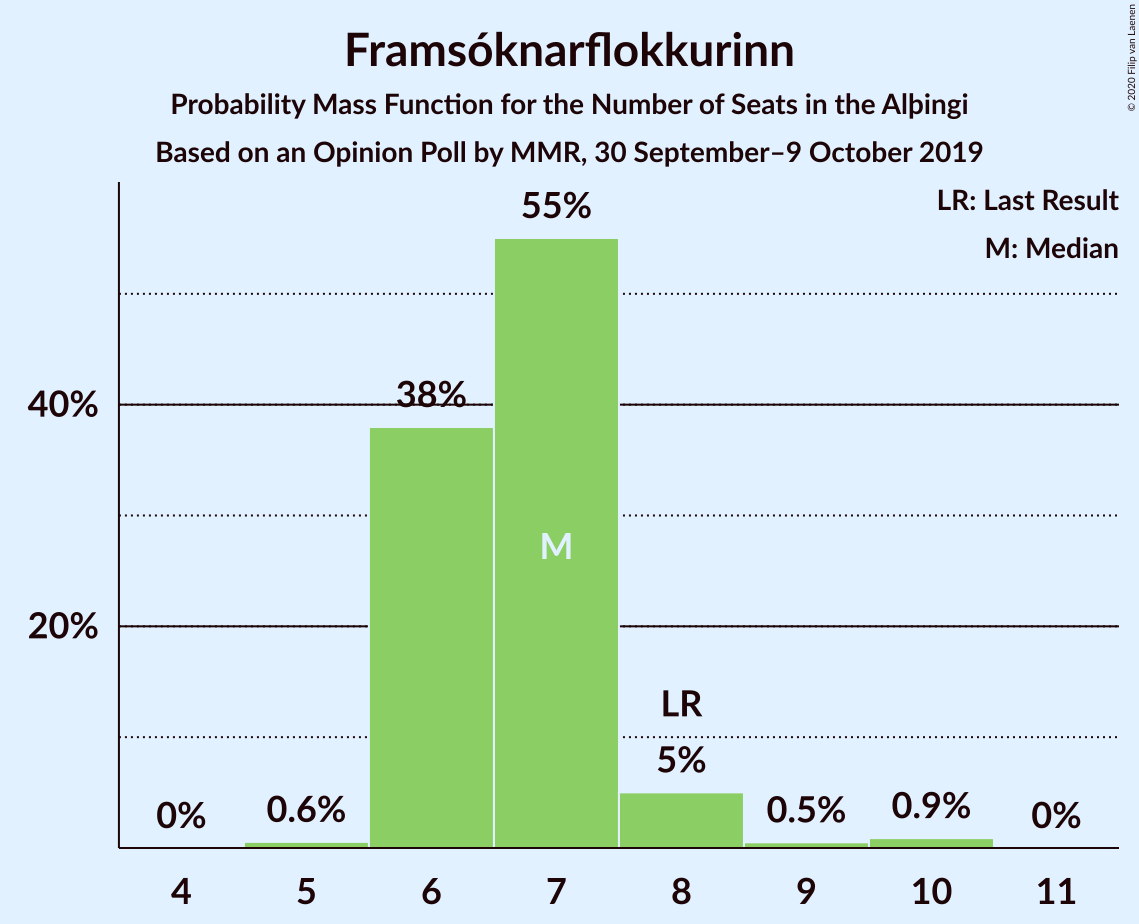 Framsóknarflokkurinn
Probability Mass Function for the Number of Seats in the Alþingi
Based on an Opinion Poll by MMR, 30 September–9 October 2019
© 2020 Filip van Laenen
LR: Last Result
M: Median
55%
40%
38%
M
20%
LR
5%
0%
0.6%
0.5%
0.9%
0%
4 5 6 7 8 9 10 11